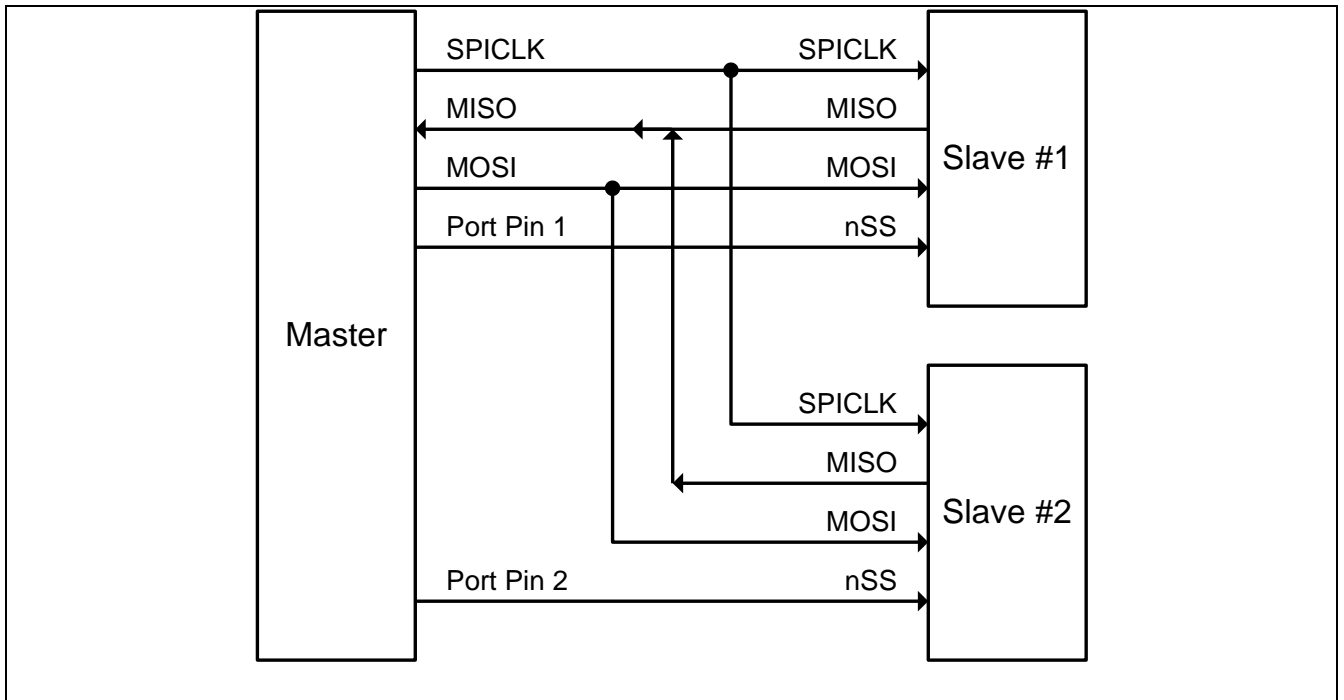 SPICLK SPICLK
MISO MISO
MOSI MOSI
Slave #1
Port Pin 1 nSS
Master
SPICLK
MISO
MOSI
Slave #2
Port Pin 2 nSS